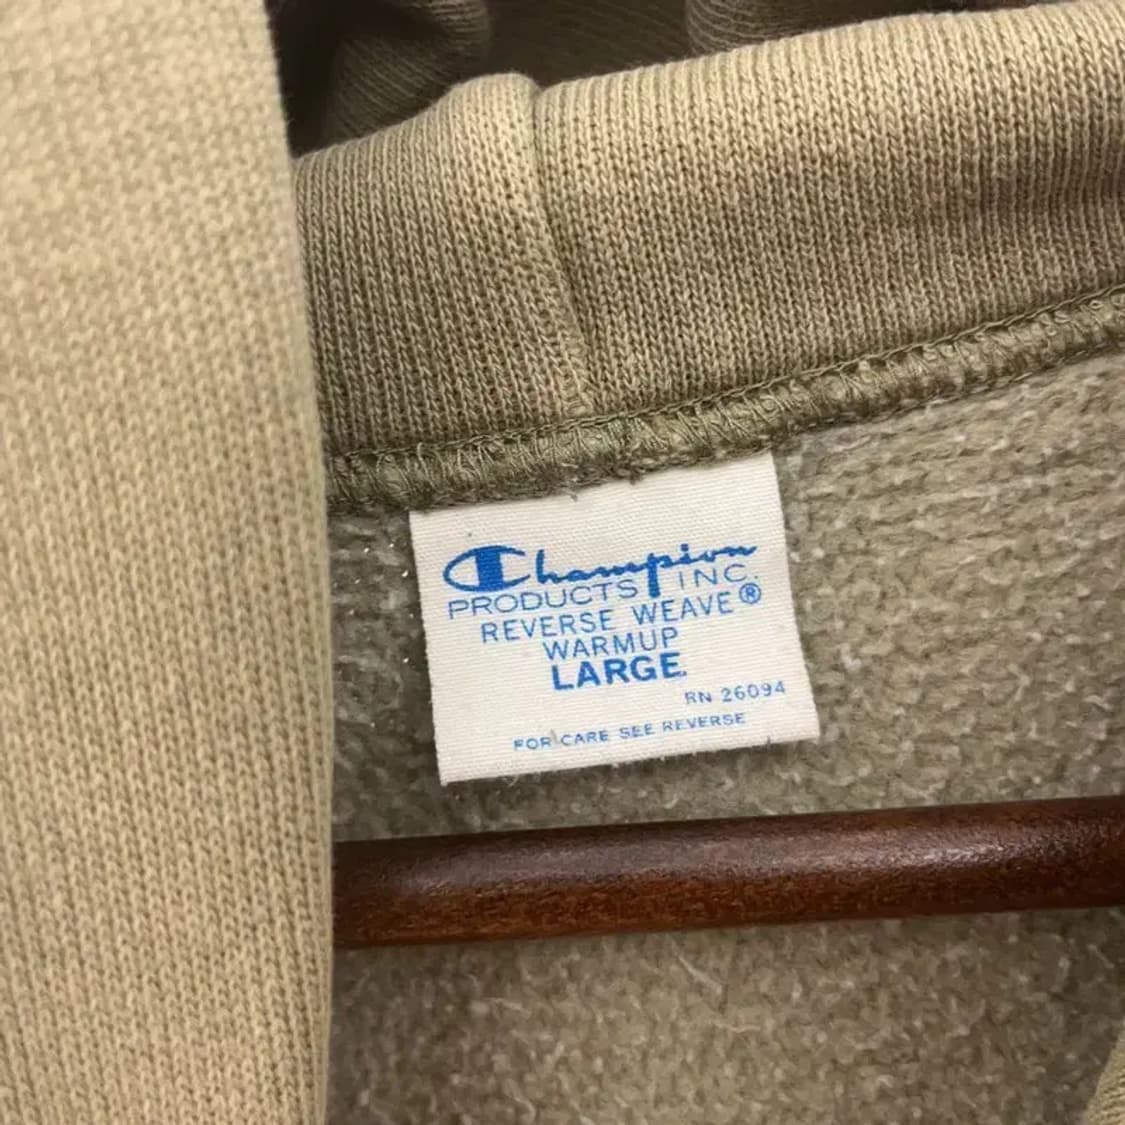 Champion
PRODUCTS INC.
REVERSE WEAVE®
WARMUP
LARGE
RN 26094
FOR CARE SEE REVERSE